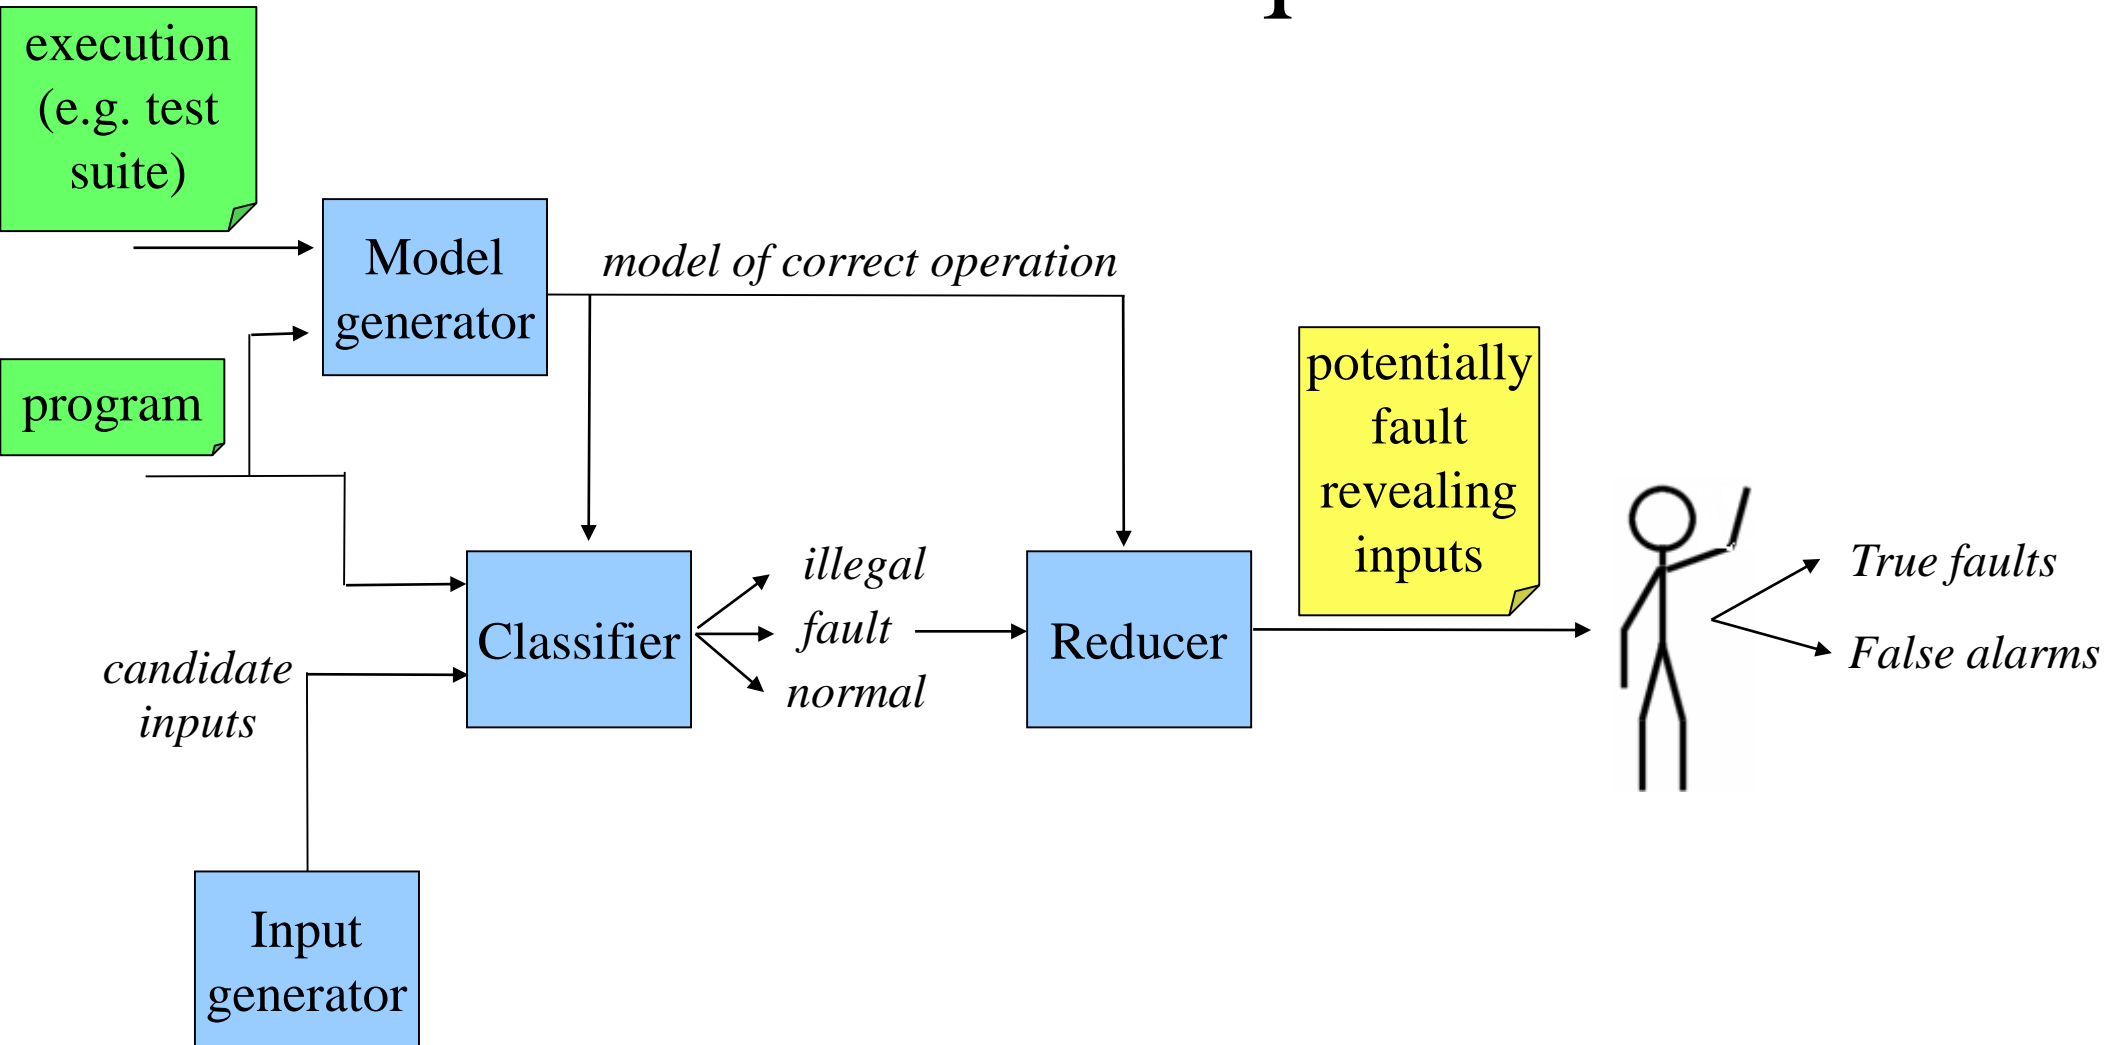 execution
(e.g. test
suite)
Model
generator
model of correct operation
program
potentially
fault
revealing
inputs
illegal
fault
normal
Classifier
Reducer
True faults
False alarms
candidate
inputs
Input
generator